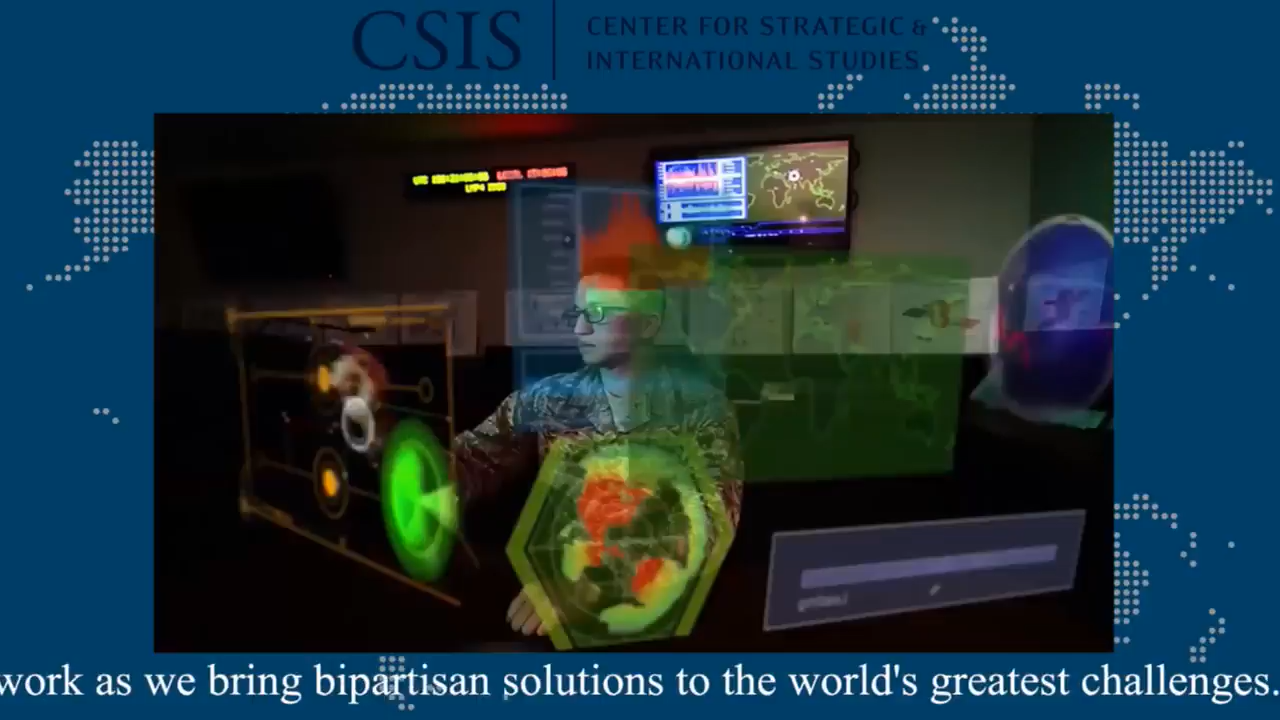 CSIS
CENTER FOR STRATEGIC &
INTERNATIONAL STUDIES
work as we bring bipartisan solutions to the world's greatest challenges.